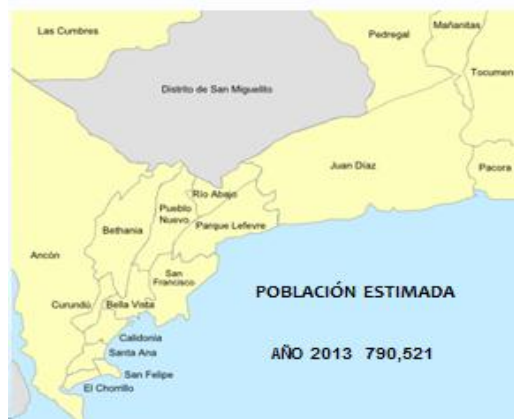 Las Cumbres
Mañanitas
Pedregal
Tocumen
Distrito de San Miguelito
Juan Díaz
Pacora
Río Abajo
Pueblo
Nuevo
Parque Lefevre
Bethania
Ancón
San
Francisco
Curundú
Bella Vista
POBLACIÓN ESTIMADA
Calidonia
Santa Ana
AÑO 2013 790,521
San Felipe
El Chorrillo